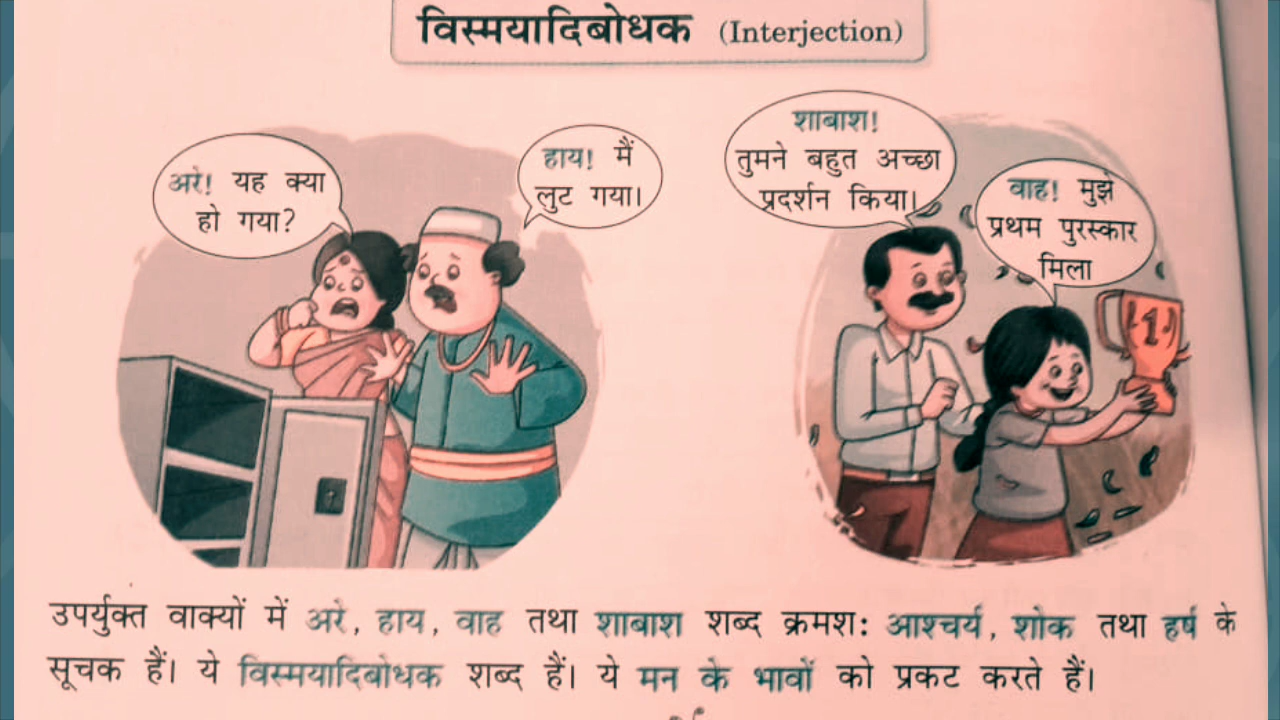 विस्मयादिबोधक (Interjection)
अरे! यह क्या
हो गया?
हाय! मैं
लुट गया।
शाबाश!
तुमने बहुत अच्छा
प्रदर्शन किया।
वाह! मुझे
प्रथम पुरस्कार
मिला
1
उपर्युक्त वाक्यों में अरे, हाय, वाह तथा शाबाश शब्द क्रमश: आश्चर्य, शोक तथा हर्ष के
सूचक हैं। ये विस्मयादिबोधक शब्द हैं। ये मन के भावों को प्रकट करते हैं।